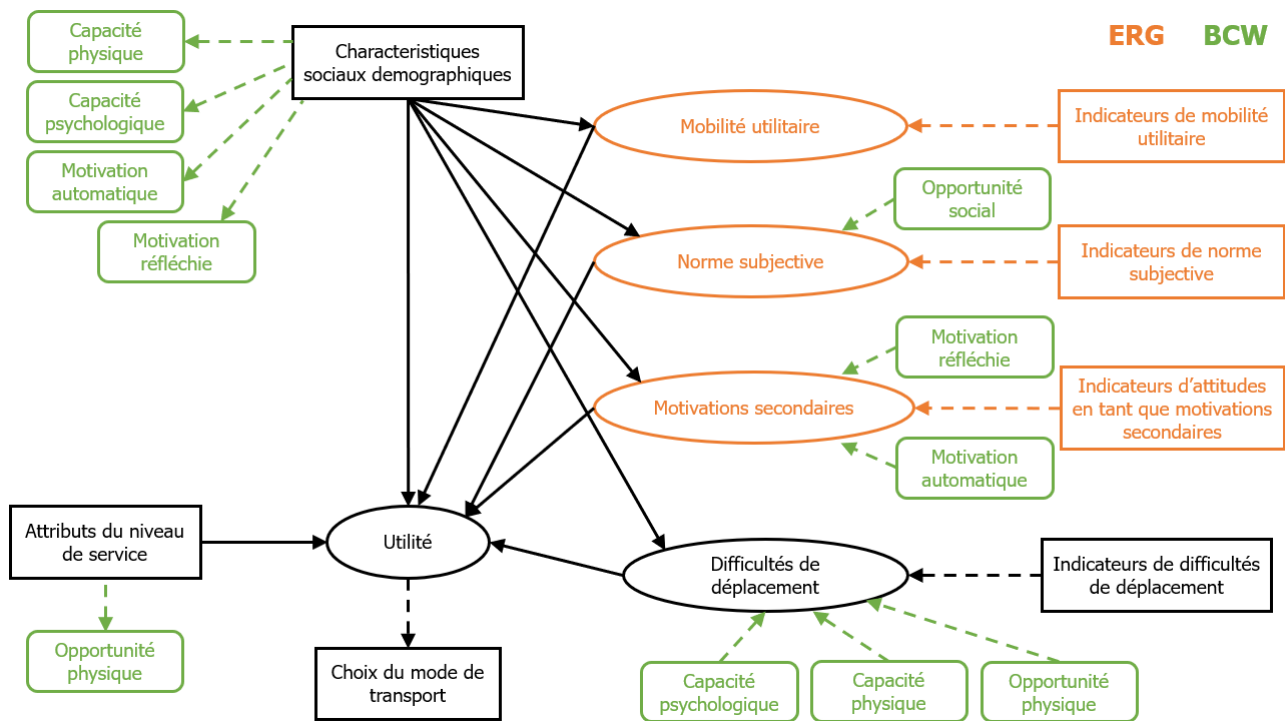 Capacité
physique
Characteristiques
sociaux demographiques
ERG BCW
Capacité
psychologique
Mobilité utilitaire
Indicateurs de mobilité
utilitaire
Motivation
automatique
Opportunité
social
Motivation
réfléchie
Norme subjective
Indicateurs de norme
subjective
Motivation
réfléchie
Motivations secondaires
Indicateurs d’attitudes
en tant que motivations
secondaires
Motivation
automatique
Attributs du niveau
de service
Utilité
Difficultés de
déplacement
Indicateurs de difficultés
de déplacement
Opportunité
physique
Choix du mode de
transport
Capacité
psychologique
Capacité
physique
Opportunité
physique